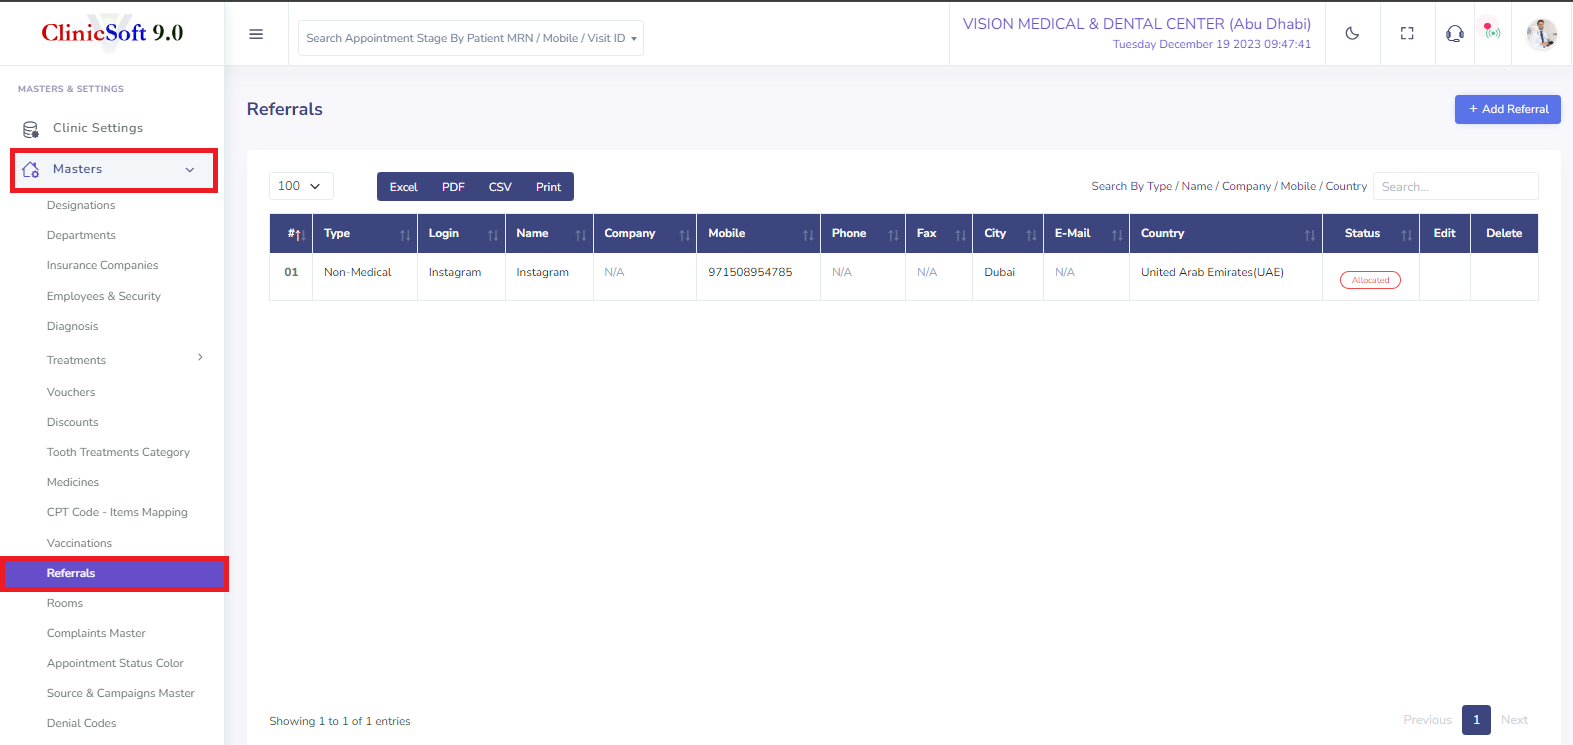 ClinicSoft 9.0
Search Appointment Stage By Patient MRN / Mobile / Visit ID
VISION MEDICAL & DENTAL CENTER (Abu Dhabi)
Tuesday December 19 2023 09:47:41
MASTERS & SETTINGS
Clinic Settings
Masters
Designations
Departments
Insurance Companies
Employees & Security
Diagnosis
Treatments
Vouchers
Discounts
Tooth Treatments Category
Medicines
CPT Code - Items Mapping
Vaccinations
Referrals
Rooms
Complaints Master
Appointment Status Color
Source & Campaigns Master
Denial Codes
Referrals
+ Add Referral
100
Excel PDF CSV Print
Search By Type / Name / Company / Mobile / Country Search...
# Type Login Name Company Mobile Phone Fax City E-Mail Country Status Edit Delete
01 Non-Medical Instagram Instagram N/A 971508954785 N/A N/A Dubai N/A United Arab Emirates(UAE) Allocated
Showing 1 to 1 of 1 entries
Previous 1 Next